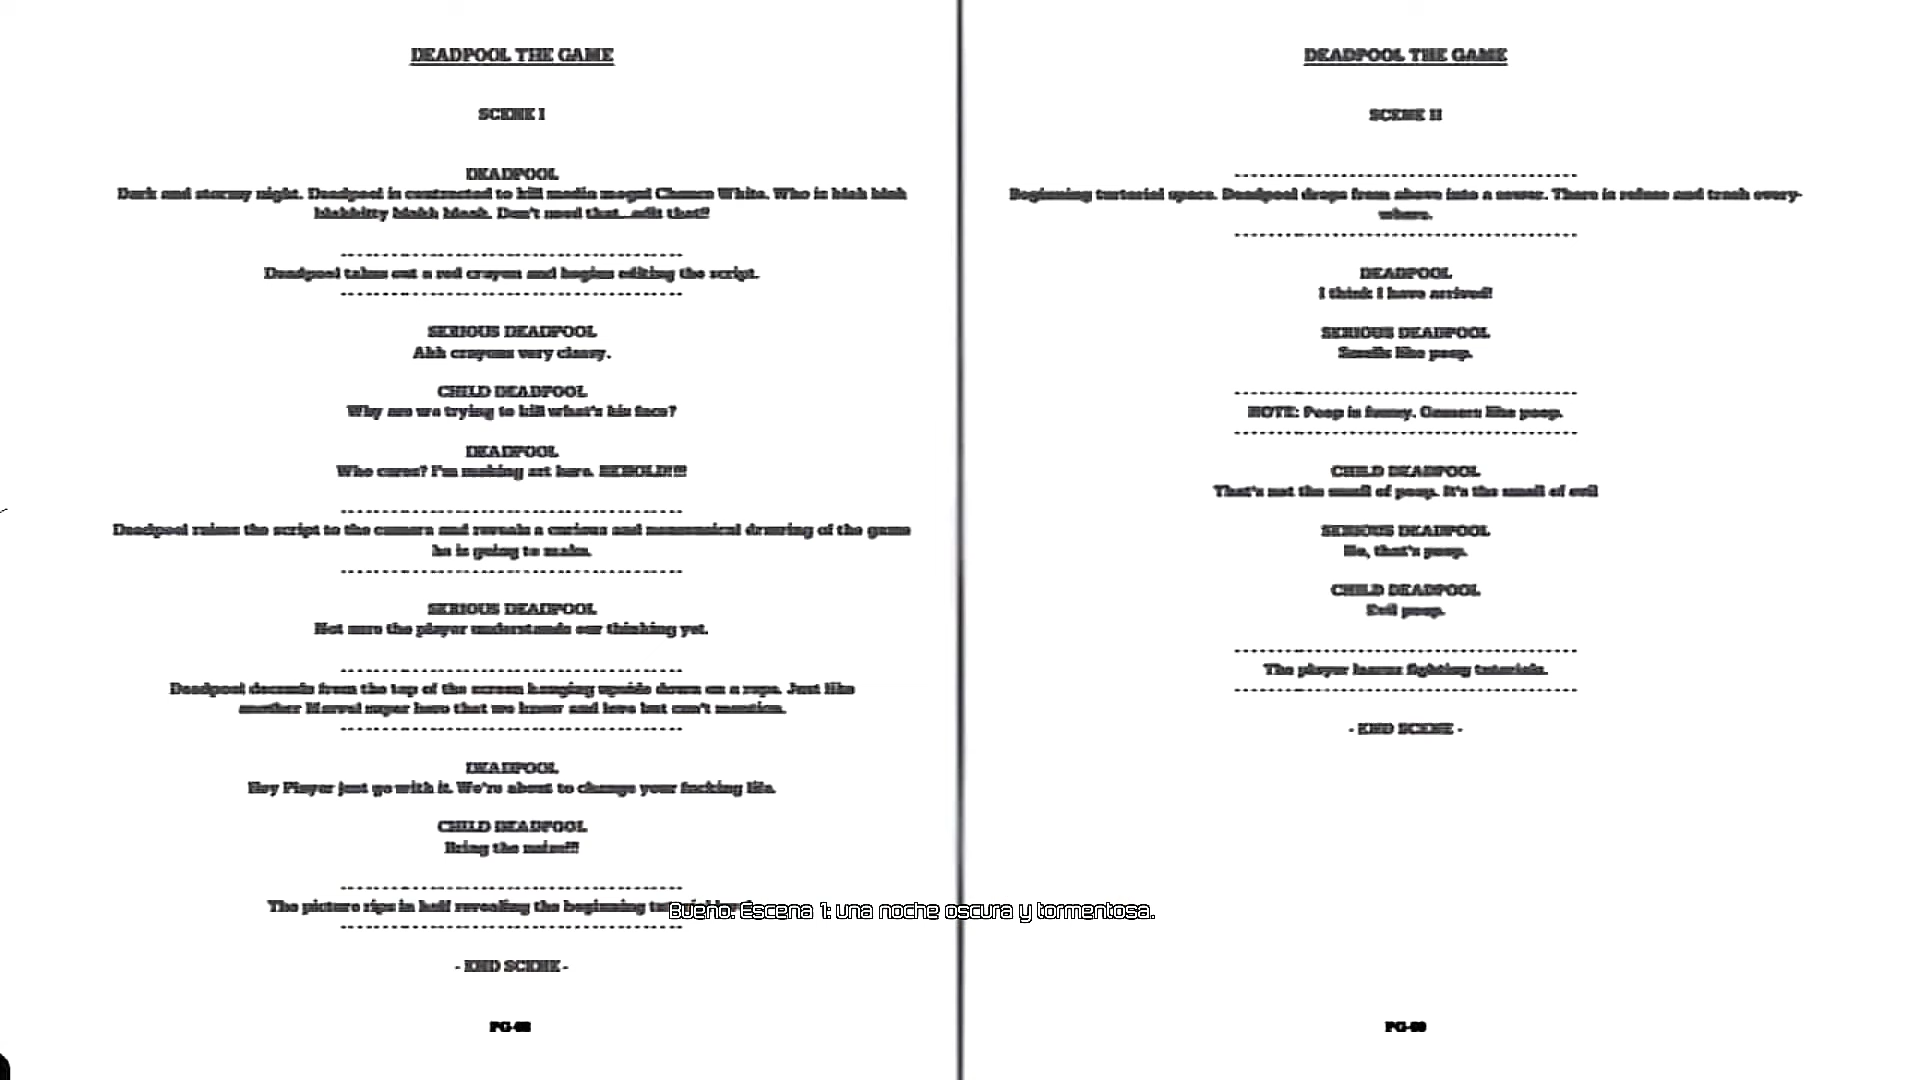 DEADPOOL THE GAME
SCENE I
DEADPOOL
Dark and stormy night. Deadpool is contracted to kill media mogul Chance White. Who is blah blah
blahbitty blahh blaah. Don't need that...edit that!!
Deadpool takes out a red crayon and begins editing the script.
SERIOUS DEADPOOL
Ahh crayons very classy.
CHILD DEADPOOL
Why are we trying to kill what's his face?
DEADPOOL
Who cares? I'm making art here. BEHOLD!!!!
Deadpool raises the script to the camera and reveals a curious and nonsensical drawing of the game
he is going to make.
SERIOUS DEADPOOL
Not sure the player understands our thinking yet.
Deadpool decends from the top of the screen hanging upside down on a rope. Just like
another Marvel super hero that we know and love but can't mention.
DEADPOOL
Hey Player just go with it. We're about to change your fucking life.
CHILD DEADPOOL
Bring the noise!!!
The picture rips in half revealing the beginning
- END SCENE -
DEADPOOL THE GAME
SCENE II
Beginning turtorial space. Deadpool drops from above into a sewer. There is refuse and trash every-
where.
DEADPOOL
I think I have arrived!
SERIOUS DEADPOOL
Smells like poop.
NOTE: Poop is funny. Gamers like poop.
CHILD DEADPOOL
That's not the smell of poop. It's the smell of evil
SERIOUS DEADPOOL
No, that's poop.
CHILD DEADPOOL
Evil poop.
The player learns fighting tutorials.
- END SCENE -
Bueno. Escena 1: una noche oscura y tormentosa.